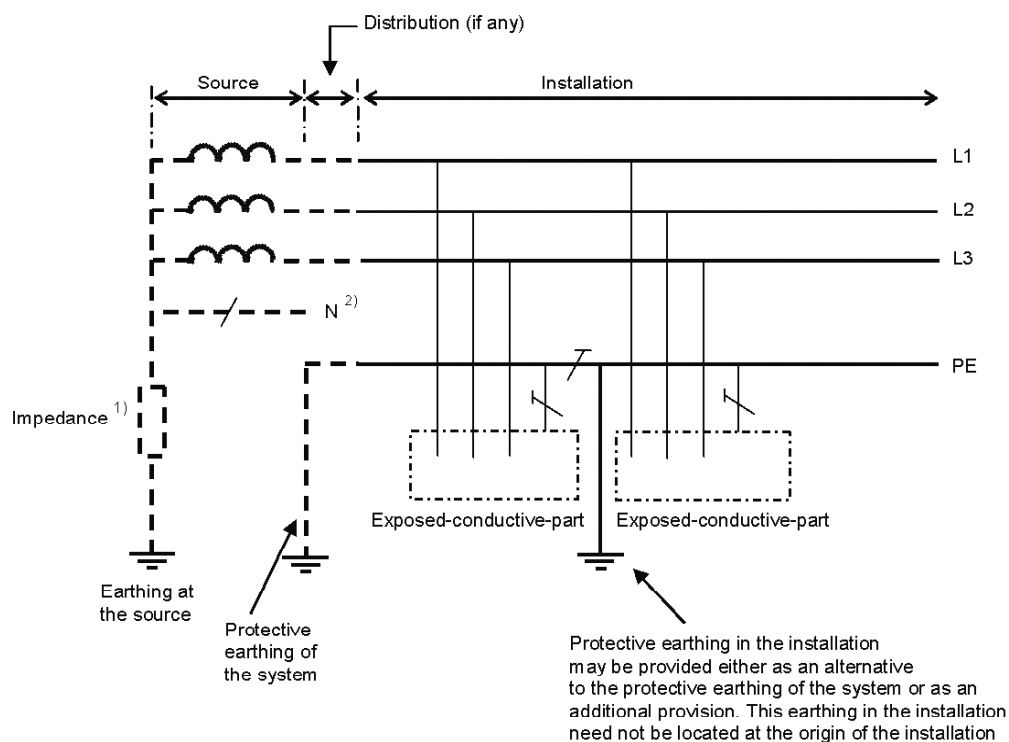 Distribution (if any)
Source
Installation
L1
L2
L3
N 2)
PE
Impedance 1)
Exposed-conductive-part
Exposed-conductive-part
Earthing at
the source
Protective
earthing of
the system
Protective earthing in the installation
may be provided either as an alternative
to the protective earthing of the system or as an
additional provision. This earthing in the installation
need not be located at the origin of the installation